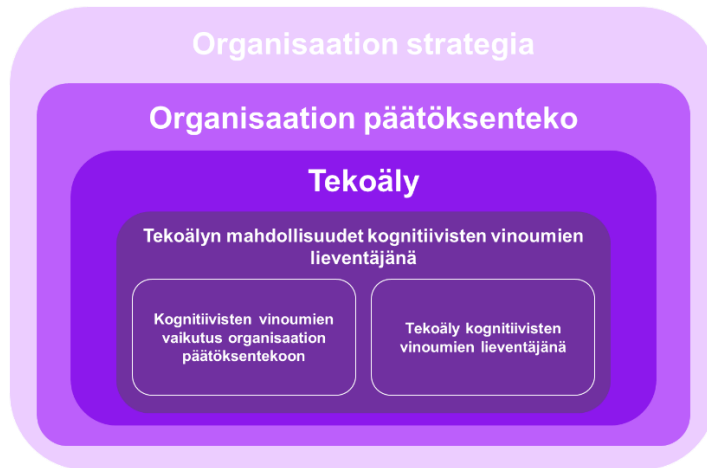 Organisaation strategia
Organisaation päätöksenteko
Tekoäly
Tekoälyn mahdollisuudet kognitiivisten vinoumien
lieventäjänä
Kognitiivisten vinoumien
vaikutus organisaation
päätöksentekoon
Tekoäly kognitiivisten
vinoumien lieventäjänä